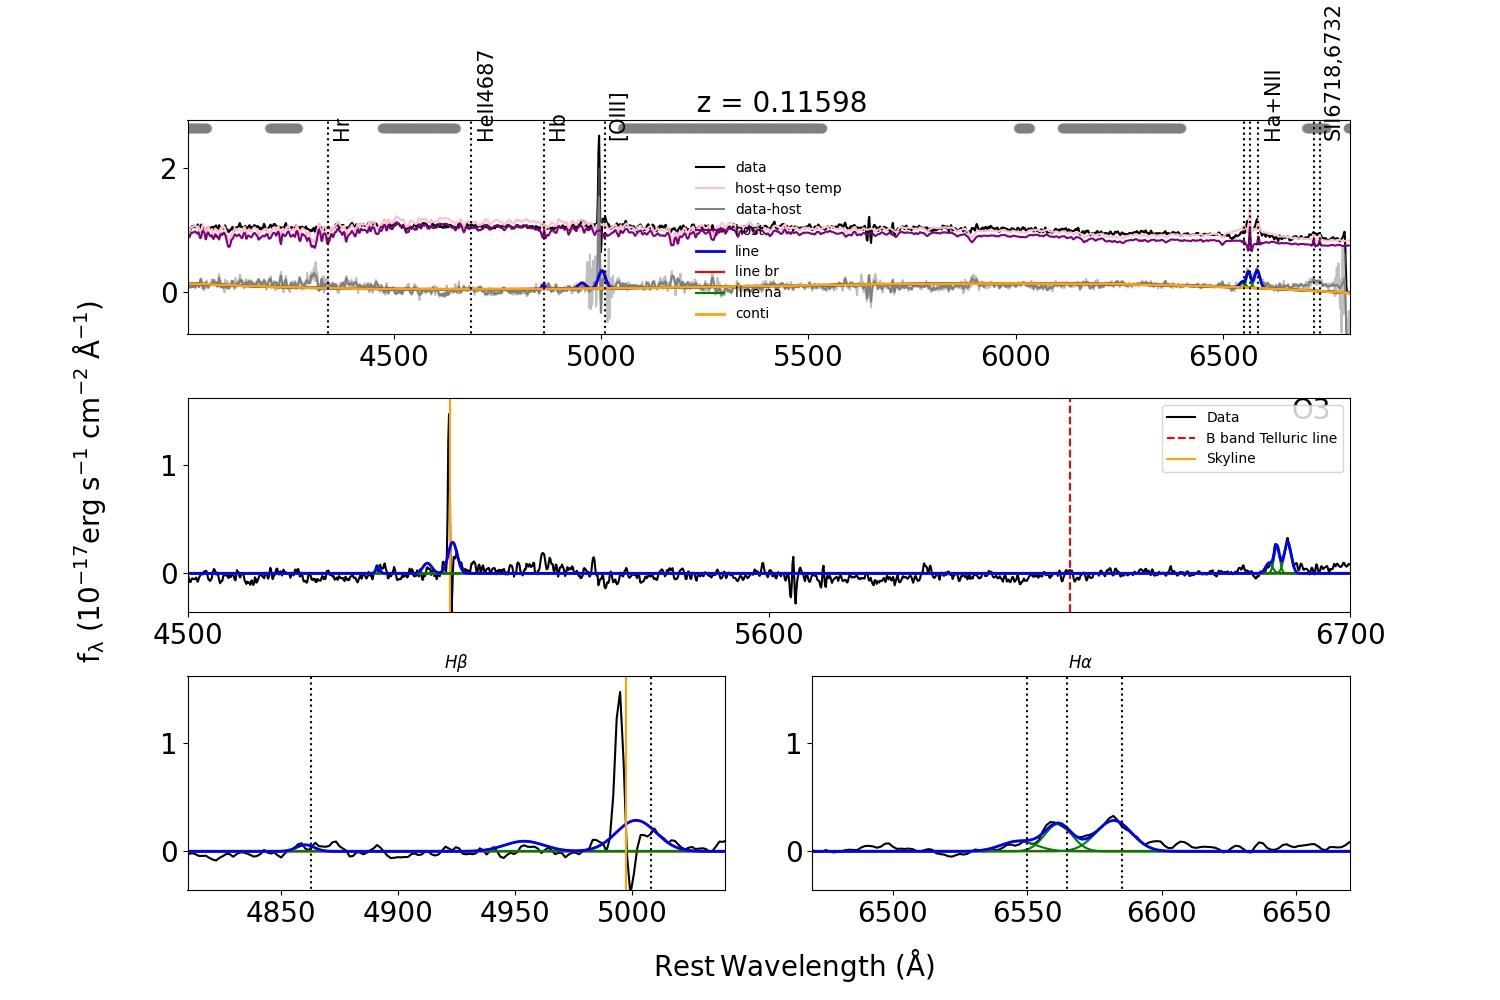 z = 0.11598
Hr
HeII4687
Hb
[OIII]
Ha+NII
SII6718,6732
data
host+qso temp
data-host
host
line
line br
line na
conti
2
0
4500
5000
5500
6000
6500
fλ (10⁻¹⁷erg s⁻¹ cm⁻² Å⁻¹)
O3
Data
B band Telluric line
Skyline
1
0
4500
5600
6700
Hβ
1
0
4850
4900
4950
5000
Hα
1
0
6500
6550
6600
6650
Rest Wavelength (Å)